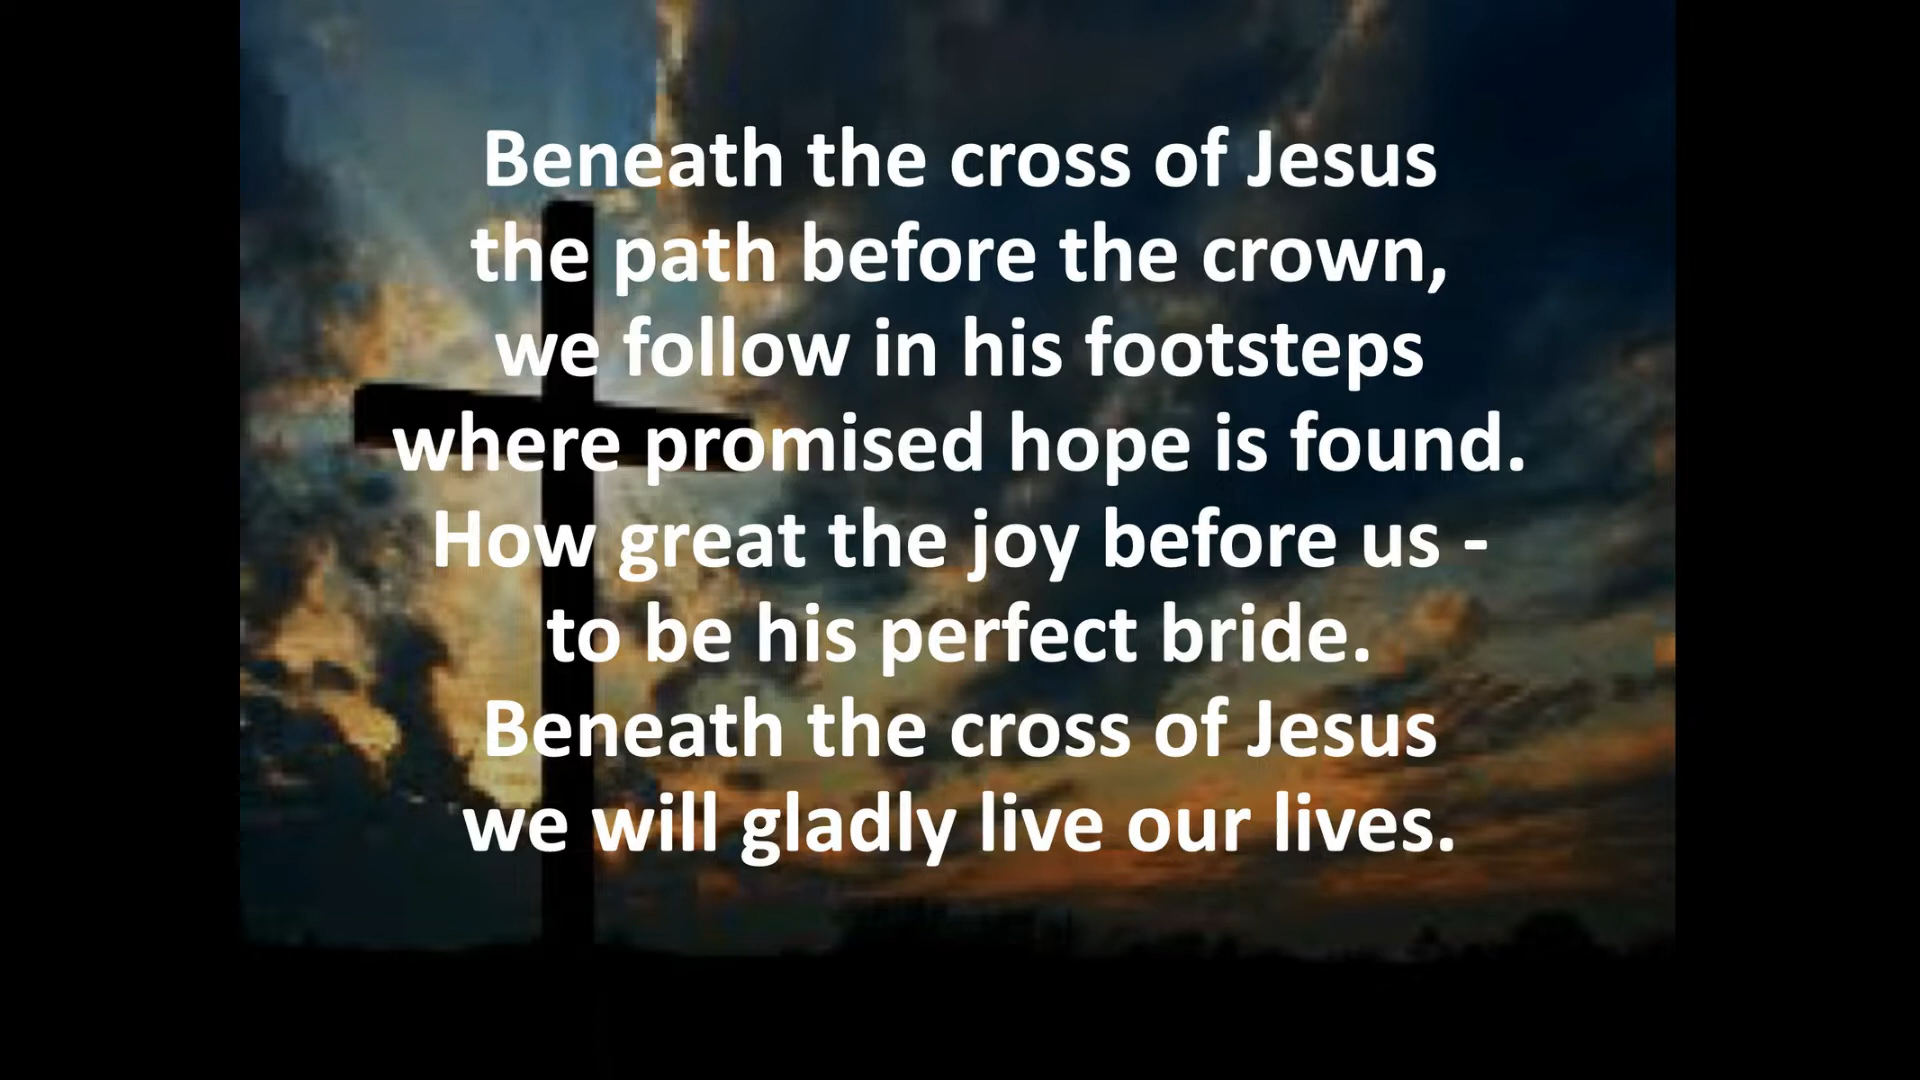 Beneath the cross of Jesus
the path before the crown,
we follow in his footsteps
where promised hope is found.
How great the joy before us -
to be his perfect bride.
Beneath the cross of Jesus
we will gladly live our lives.